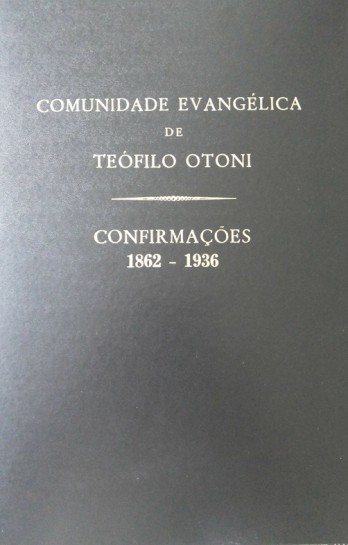 COMUNIDADE EVANGÉLICA
DE
TEÓFILO OTONI
CONFIRMAÇÕES
1862 - 1936